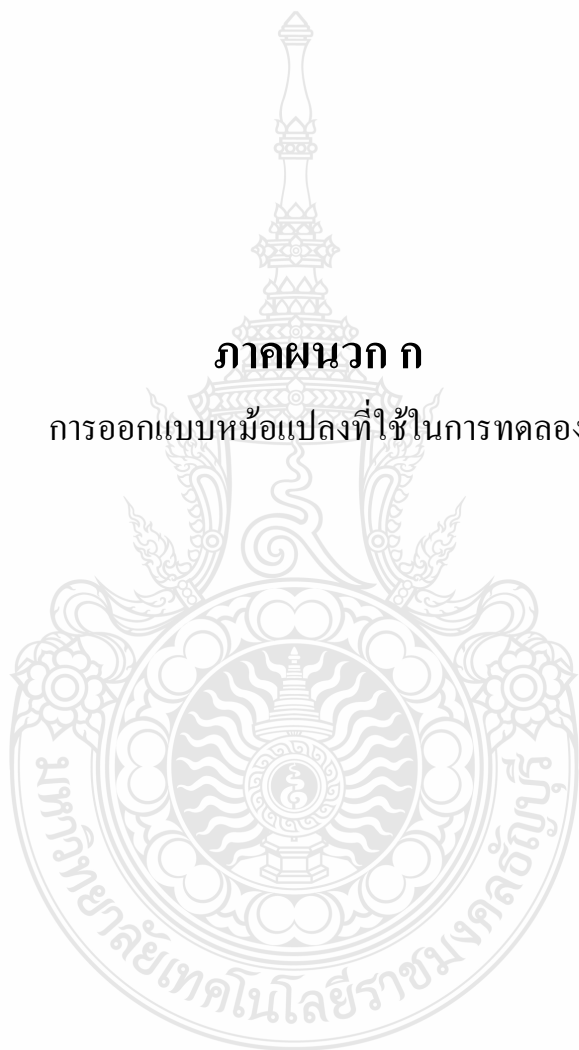 ภาคผนวก ก
การออกแบบหม้อแปลงที่ใช้ในการทดลอง
มหาวิทยาลัยเทคโนโลยีราชมงคลธัญบุรี